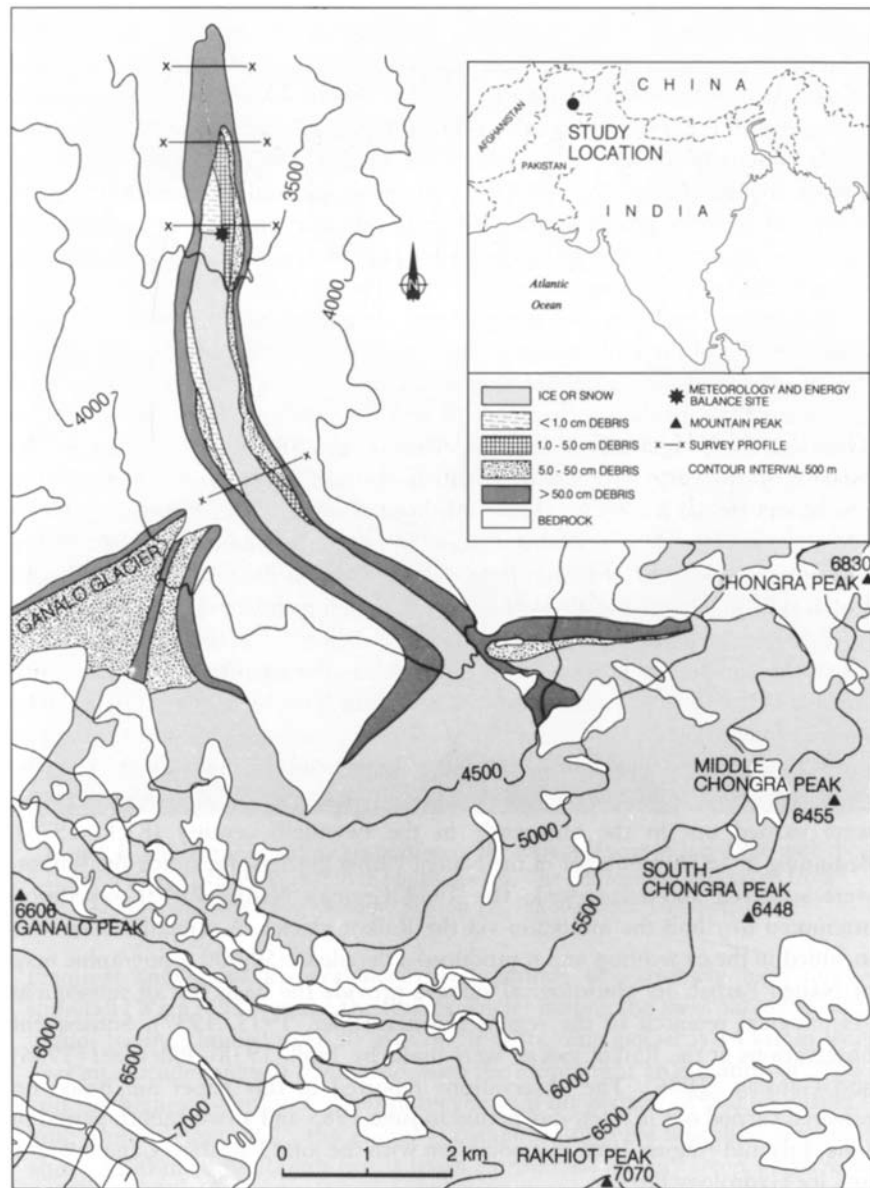 x x
x x
x x
3500
4000
N
4000
x x
GANALO GLACIER
C H I N A
AFGHANISTAN
STUDY
LOCATION
PAKISTAN
I N D I A
Atlantic
Ocean
ICE OR SNOW
< 1.0 cm DEBRIS
1.0 - 5.0 cm DEBRIS
5.0 - 50 cm DEBRIS
> 50.0 cm DEBRIS
BEDROCK
METEOROLOGY AND ENERGY
BALANCE SITE
MOUNTAIN PEAK
x x SURVEY PROFILE
CONTOUR INTERVAL 500 m
6830
CHONGRA PEAK
4500
5000
5500
MIDDLE
CHONGRA PEAK
6455
SOUTH
CHONGRA PEAK
6448
6606
GANALO PEAK
6000
6500
7000
6000
6500
0 2 km
RAKHIOT PEAK
7070